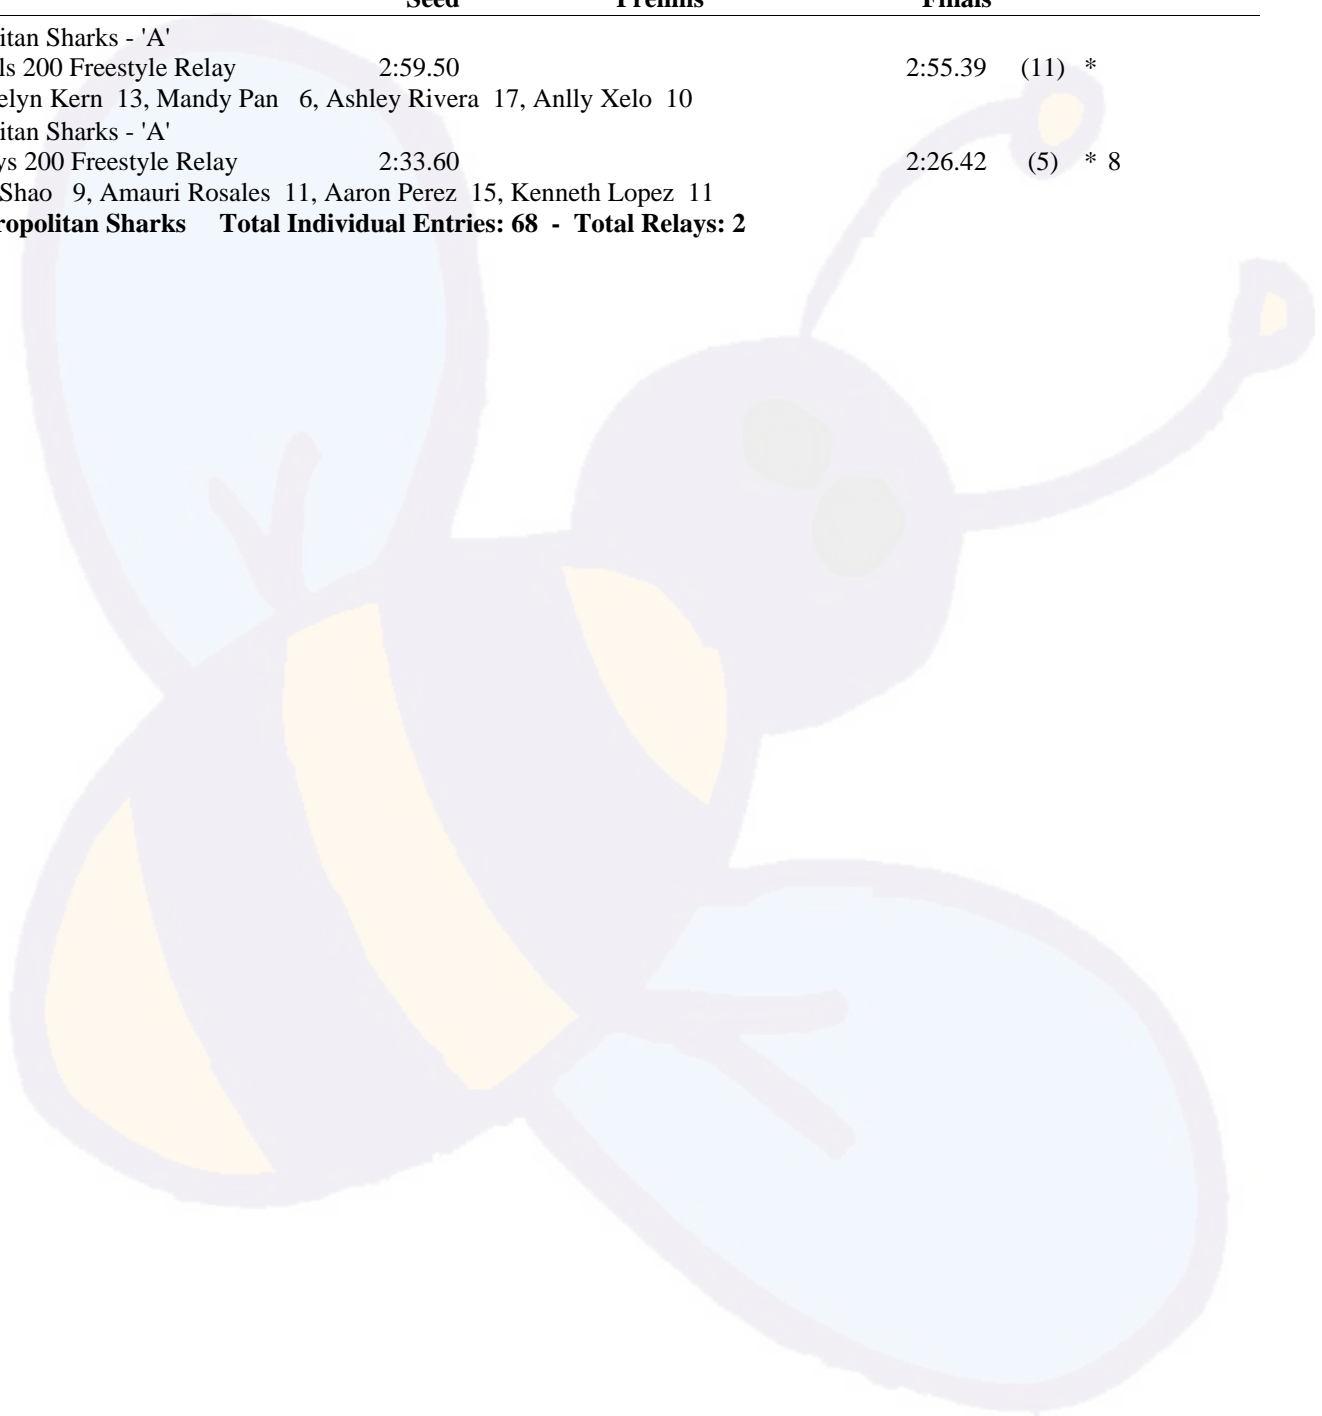 Seed Prelims Finals
itan Sharks - 'A'
ls 200 Freestyle Relay 2:59.50 2:55.39 (11) *
elyn Kern 13, Mandy Pan 6, Ashley Rivera 17, Anlly Xelo 10
itan Sharks - 'A'
ys 200 Freestyle Relay 2:33.60 2:26.42 (5) * 8
Shao 9, Amauri Rosales 11, Aaron Perez 15, Kenneth Lopez 11
ropolitan Sharks Total Individual Entries: 68 - Total Relays: 2